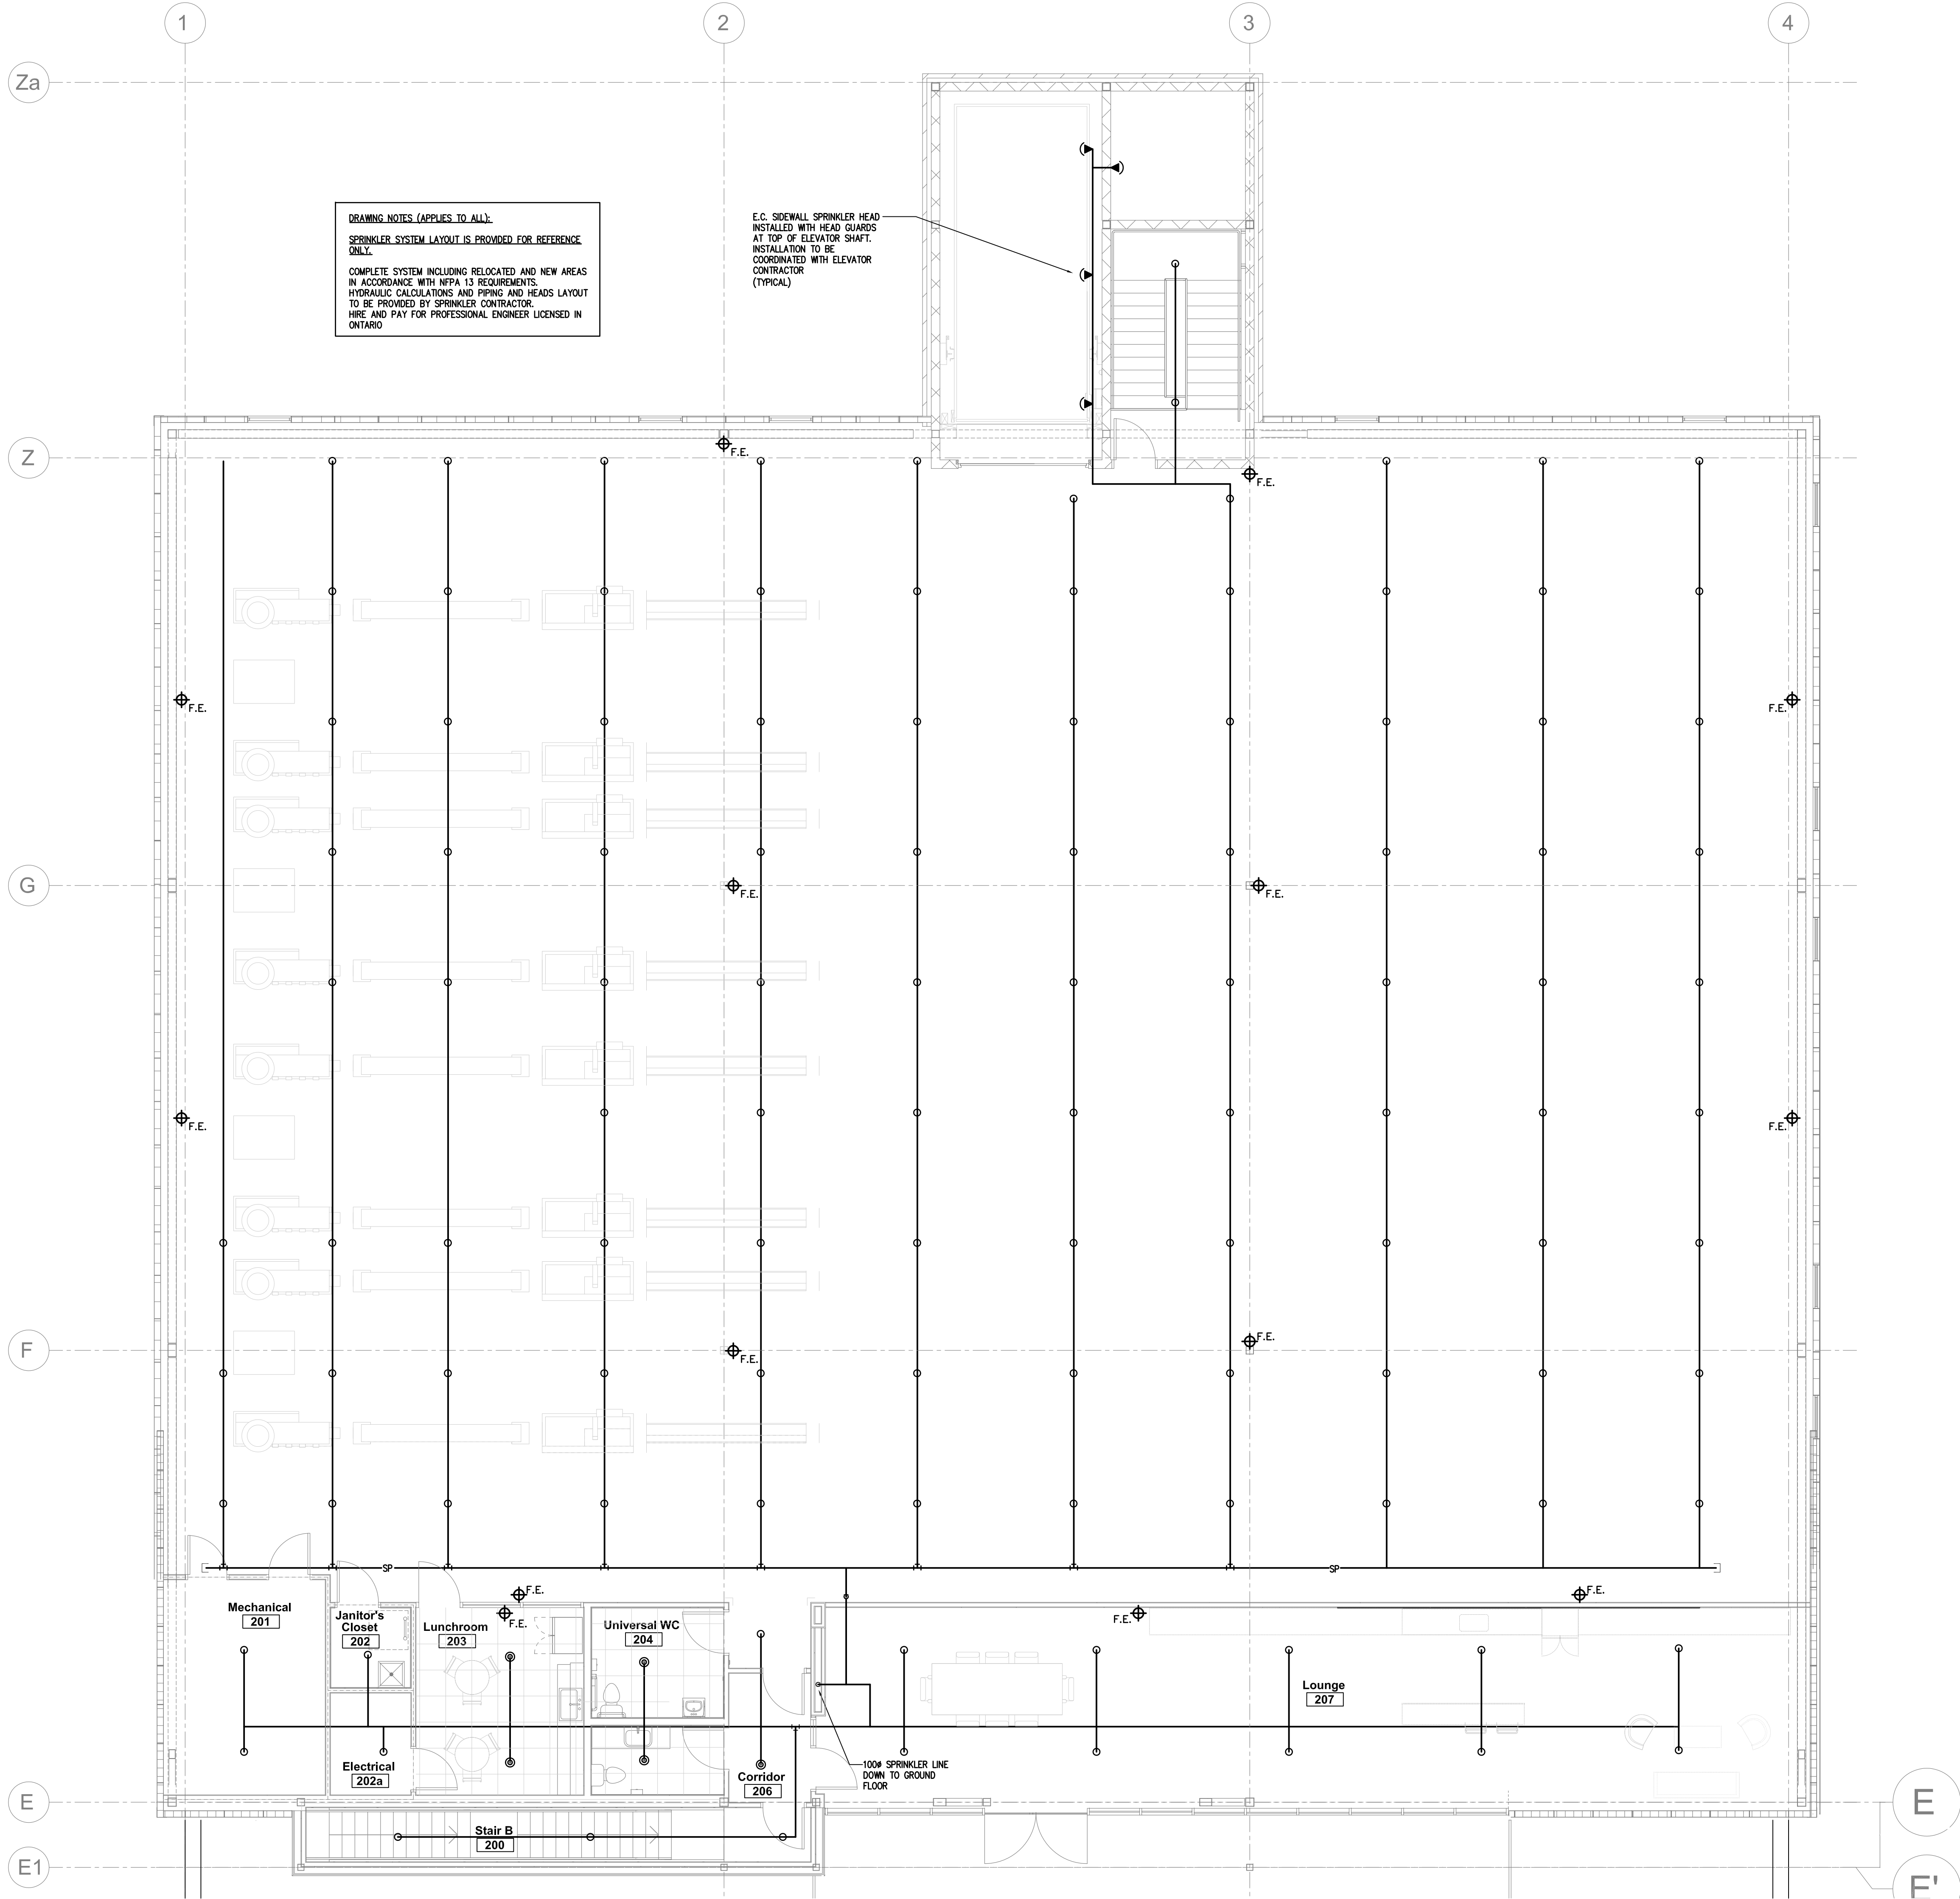 1
2
3
4
Za
DRAWING NOTES (APPLIES TO ALL):
SPRINKLER SYSTEM LAYOUT IS PROVIDED FOR REFERENCE
ONLY.
COMPLETE SYSTEM INCLUDING RELOCATED AND NEW AREAS
IN ACCORDANCE WITH NFPA 13 REQUIREMENTS.
HYDRAULIC CALCULATIONS AND PIPING AND HEADS LAYOUT
TO BE PROVIDED BY SPRINKLER CONTRACTOR.
HIRE AND PAY FOR PROFESSIONAL ENGINEER LICENSED IN
ONTARIO
E.C. SIDEWALL SPRINKLER HEAD
INSTALLED WITH HEAD GUARDS
AT TOP OF ELEVATOR SHAFT.
INSTALLATION TO BE
COORDINATED WITH ELEVATOR
CONTRACTOR
(TYPICAL)
Z
F.E.
F.E.
F.E.
F.E.
G
F.E.
F.E.
F.E.
F.E.
F
F.E.
F.E.
SP
SP
F.E.
F.E.
F.E.
F.E.
Mechanical
201
Janitor's
Closet
202
Lunchroom
203
Universal WC
204
Lounge
207
Electrical
202a
Corridor
206
100ø SPRINKLER LINE
DOWN TO GROUND
FLOOR
E
E
Stair B
200
E1
E'